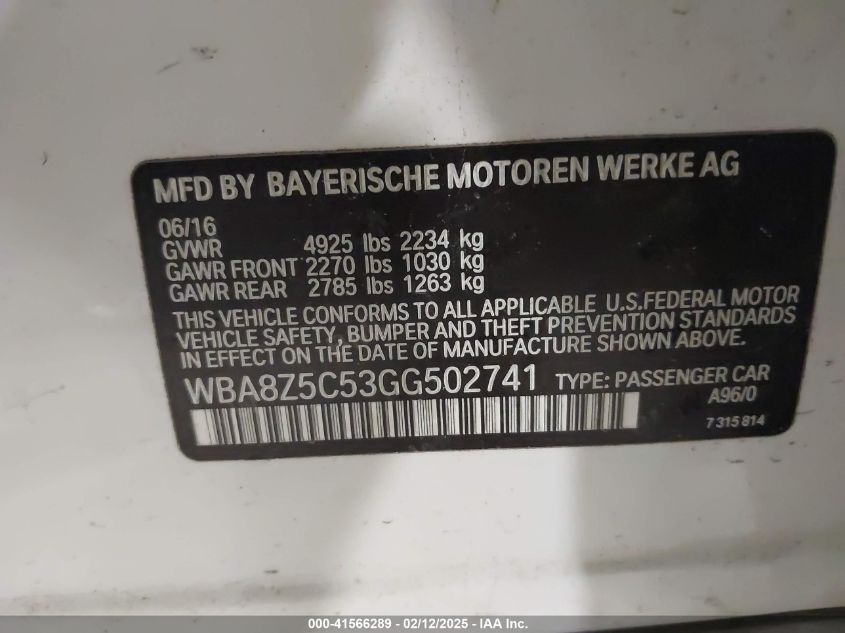 MFD BY BAYERISCHE MOTOREN WERKE AG
06/16
GVWR 4925 lbs 2234 kg
GAWR FRONT 2270 lbs 1030 kg
GAWR REAR 2785 lbs 1263 kg
THIS VEHICLE CONFORMS TO ALL APPLICABLE U.S.FEDERAL MOTOR
VEHICLE SAFETY, BUMPER AND THEFT PREVENTION STANDARDS
IN EFFECT ON THE DATE OF MANUFACTURE SHOWN ABOVE.
WBA8Z5C53GG502741 TYPE: PASSENGER CAR
A96/0
7 315 814
000-41566289 - 02/12/2025 - IAA Inc.